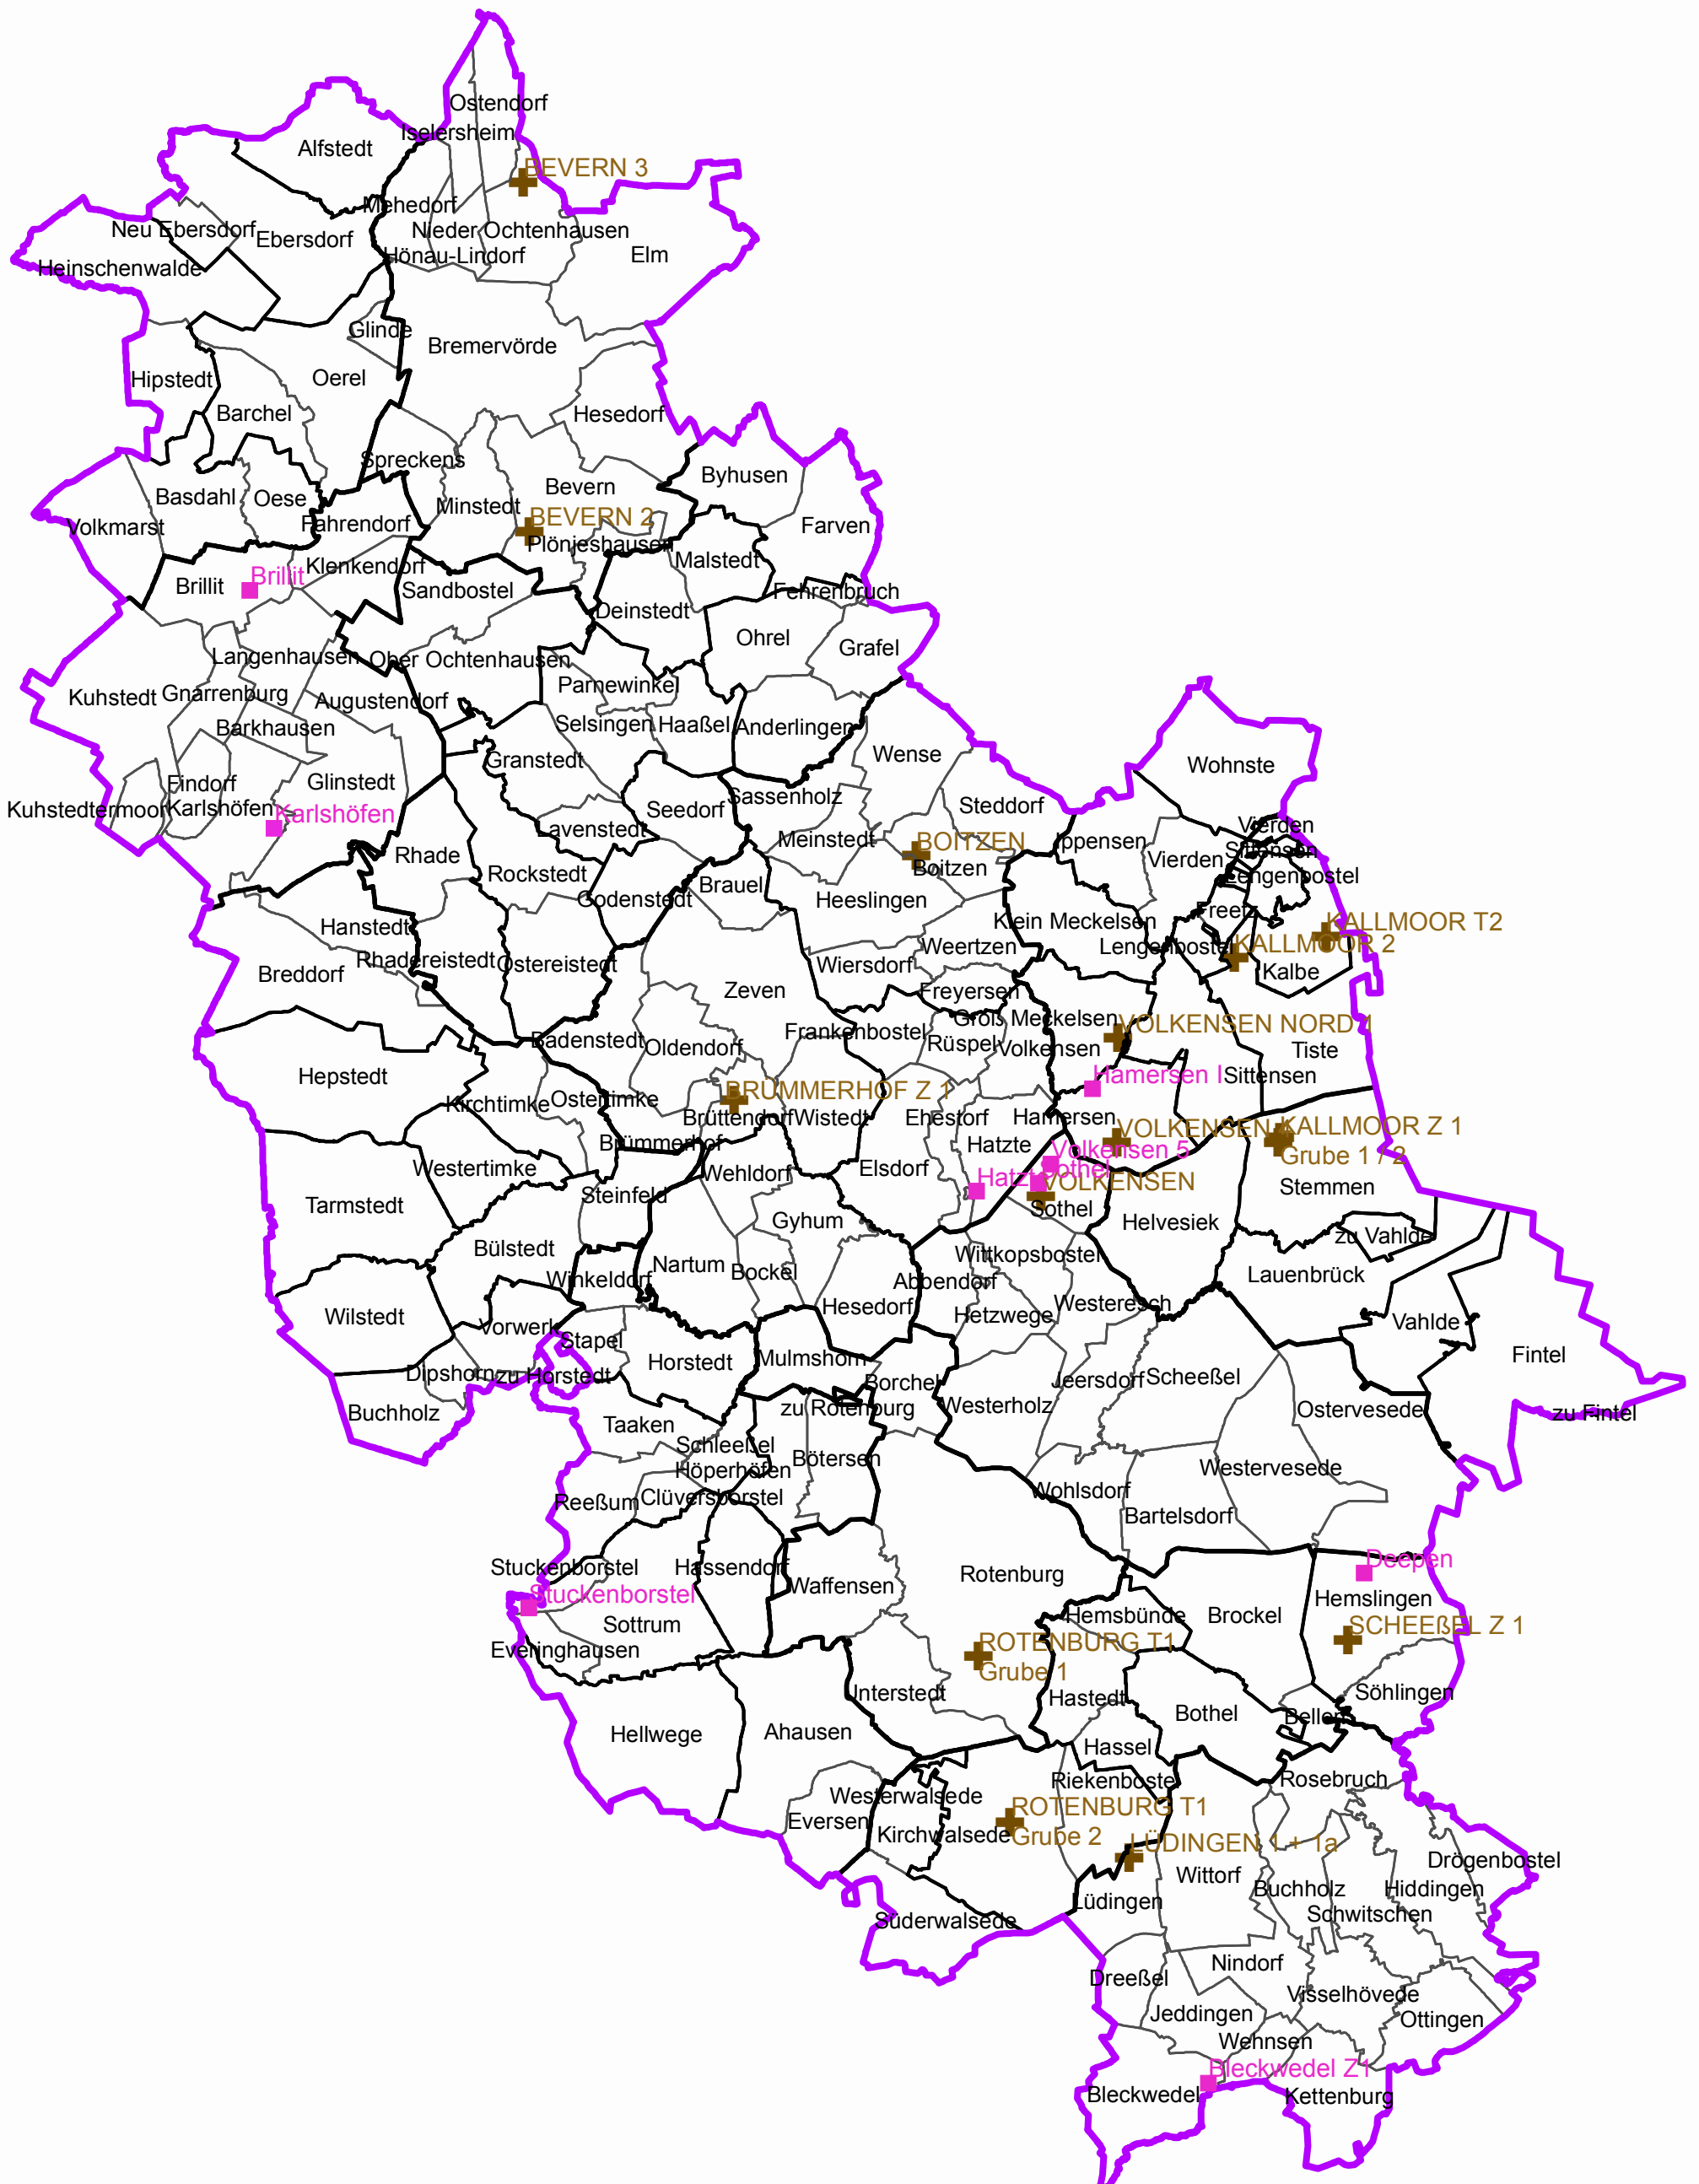 Ostendorf
Iselersheim
Alfstedt
BEVERN 3
Mehedorf
Neu Ebersdorf
Ebersdorf
Nieder Ochtenhausen
Hönau-Lindorf
Elm
Heinschenwalde
Glinde
Bremervörde
Hipstedt
Oerel
Barchel
Hesedorf
Spreckens
Byhusen
Basdahl
Oese
Bevern
Minstedt
BEVERN 2
Volkmarst
Fahrendorf
Farven
Plönjeshausen
Malstedt
Klenkendorf
Brillit
Brillit
Sandbostel
Fehrenbruch
Deinstedt
Ohrel
Grafel
Langenhausen
Ober Ochtenhausen
Kuhstedt
Gnarrenburg
Parnewinkel
Augustendorf
Barkhausen
Selsingen
Haaßel
Anderlingen
Wense
Granstedt
Wohnste
Findorf
Glinstedt
Kuhstedtermoor
Karlshöfen
Karlshöfen
Seedorf
Sassenholz
Steddorf
Lavenstedt
Meinstedt
BOITZEN
Ippensen
Vierden
Vierden
Sittensen
Rhade
Rockstedt
Boitzen
Lengenbostel
Godenstedt
Brauel
Heeslingen
Freetz
Hanstedt
Klein Meckelsen
KALLMOOR T2
Weertzen
Lengenbostel
KALLMOOR 2
Breddorf
Rhadereistedt
Ostereistedt
Wiersdorf
Kalbe
Zeven
Freyersen
Groß Meckelsen
VOLKENSEN NORD 1
Badenstedt
Oldendorf
Frankenbostel
Rüspel
Volkensen
Tiste
Hepstedt
Hamersen I
Sittensen
Kirchtimke
Ostertimke
BRÜMMERHOF Z 1
Brüttendorf
Wistedt
Ehestorf
Hamersen
VOLKENSEN
KALLMOOR Z 1
Grube 1 / 2
Brümmerhof
Hatzte
Volkensen 5
Westertimke
Wehldorf
Elsdorf
Sothel
VOLKENSEN
Stemmen
Tarmstedt
Steinfeld
Sothel
Gyhum
Helvesiek
zu Vahlde
Bülstedt
Wittkopsbostel
Nartum
Bockel
Winkeldorf
Abbendorf
Lauenbrück
Wilstedt
Hesedorf
Hetzwege
Westeresch
Vorwerk
Stapel
Vahlde
Horstedt
Mulmshorn
Fintel
Dipshorn
zu Horstedt
Borchel
Jeersdorf
Scheeßel
Buchholz
Taaken
zu Rotenburg
Westerholz
Ostervesede
zu Fintel
Schleeßel
Höperhöfen
Bötersen
Westervesede
Reeßum
Clüversborstel
Wohlsdorf
Bartelsdorf
Stuckenborstel
Stuckenborstel
Hassendorf
Waffensen
Rotenburg
Deepen
Hemslingen
Hemsbünde
Brockel
Sottrum
SCHEEßEL Z 1
Everinghausen
ROTENBURG T1
Grube 1
Unterstedt
Hastedt
Söhlingen
Hellwege
Ahausen
Bothel
Bellen
Hassel
Riekenbostel
Rosebruch
Westerwalsede
Eversen
Kirchwalsede
ROTENBURG T1
Grube 2
LÜDINGEN 1 + 1a
Wittorf
Drögenbostel
Buchholz
Hiddingen
Lüdingen
Schwitschen
Süderwalsede
Nindorf
Dreeßel
Visselhövede
Jeddingen
Ottingen
Wehnsen
Bleckwedel Z1
Bleckwedel
Kettenburg